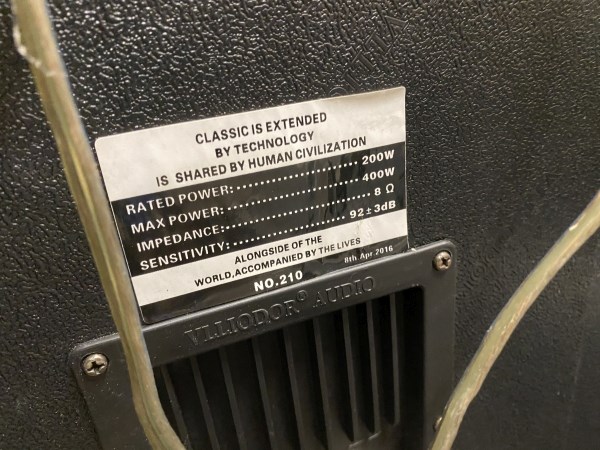 CLASSIC IS EXTENDED
BY TECHNOLOGY
IS SHARED BY HUMAN CIVILIZATION
RATED POWER:................... 200W
MAX POWER:................... 400W
IMPEDANCE:................... 8 Ω
SENSITIVITY:................... 92±3dB
ALONGSIDE OF THE
WORLD,ACCOMPANIED BY THE LIVES
NO.210 8th Apr 2016
VLLIODOR® AUDIO